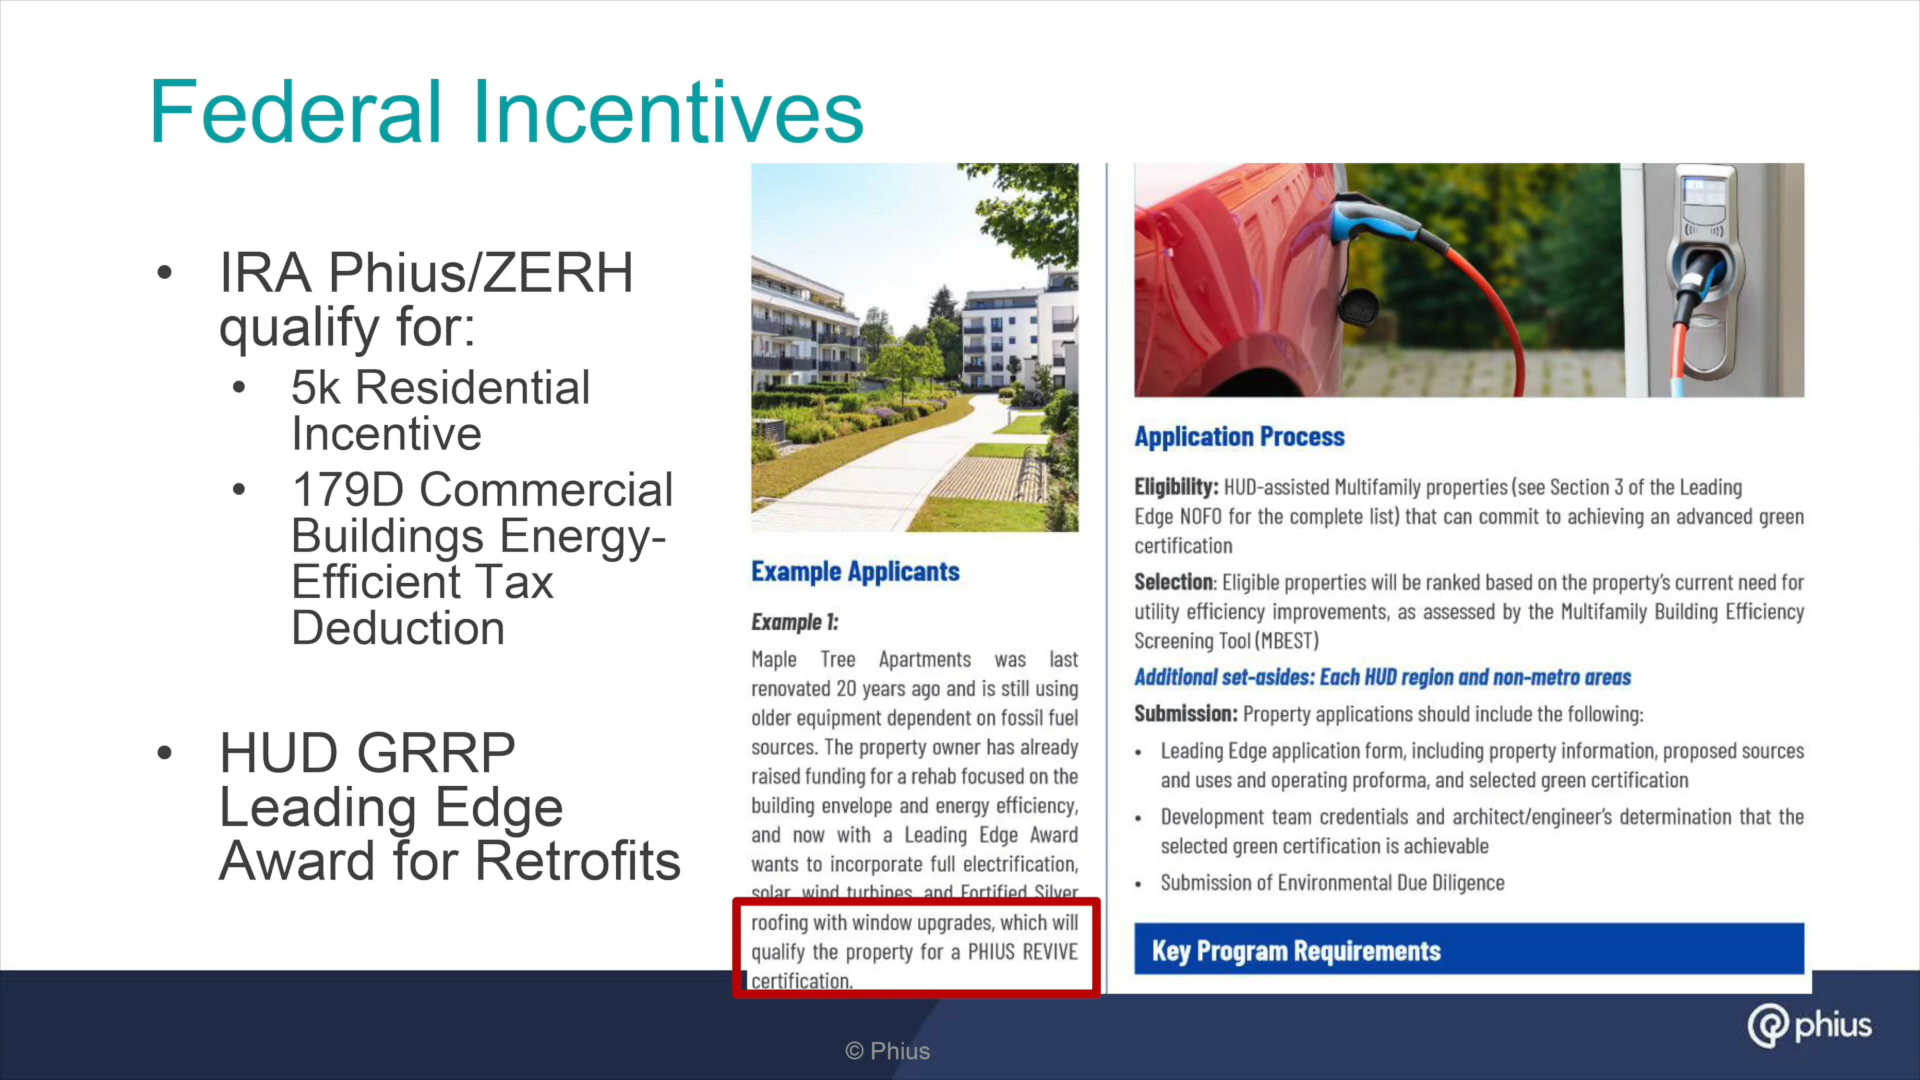 Federal Incentives
• IRA Phius/ZERH
qualify for:
• 5k Residential
Incentive
• 179D Commercial
Buildings Energy-
Efficient Tax
Deduction
• HUD GRRP
Leading Edge
Award for Retrofits
Example Applicants
Example 1:
Maple Tree Apartments was last
renovated 20 years ago and is still using
older equipment dependent on fossil fuel
sources. The property owner has already
raised funding for a rehab focused on the
building envelope and energy efficiency,
and now with a Leading Edge Award
wants to incorporate full electrification,
solar, wind turbines, and Fortified Silver
roofing with window upgrades, which will
qualify the property for a PHIUS REVIVE
certification.
Application Process
Eligibility: HUD-assisted Multifamily properties (see Section 3 of the Leading
Edge NOFO for the complete list) that can commit to achieving an advanced green
certification
Selection: Eligible properties will be ranked based on the property's current need for
utility efficiency improvements, as assessed by the Multifamily Building Efficiency
Screening Tool (MBEST)
Additional set-asides: Each HUD region and non-metro areas
Submission: Property applications should include the following:
• Leading Edge application form, including property information, proposed sources
and uses and operating proforma, and selected green certification
• Development team credentials and architect/engineer's determination that the
selected green certification is achievable
• Submission of Environmental Due Diligence
Key Program Requirements
© Phius
phius